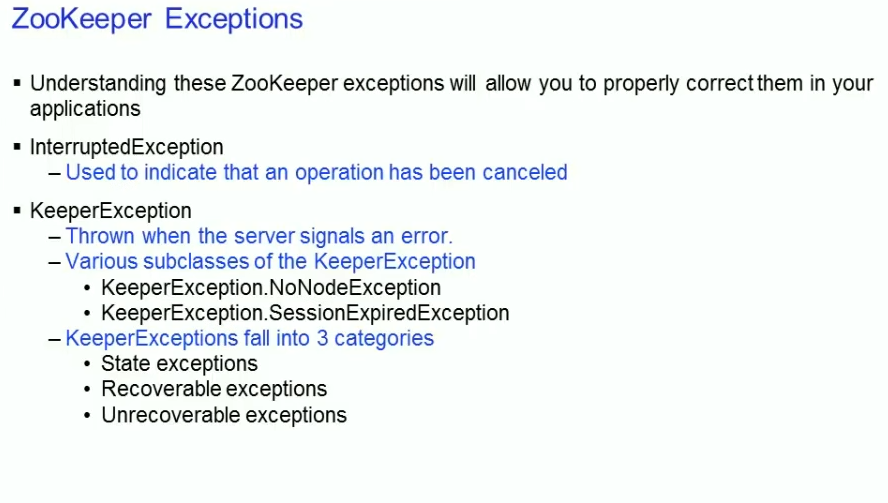 ZooKeeper Exceptions
▪ Understanding these ZooKeeper exceptions will allow you to properly correct them in your
applications
▪ InterruptedException
– Used to indicate that an operation has been canceled
▪ KeeperException
– Thrown when the server signals an error.
– Various subclasses of the KeeperException
• KeeperException.NoNodeException
• KeeperException.SessionExpiredException
– KeeperExceptions fall into 3 categories
• State exceptions
• Recoverable exceptions
• Unrecoverable exceptions